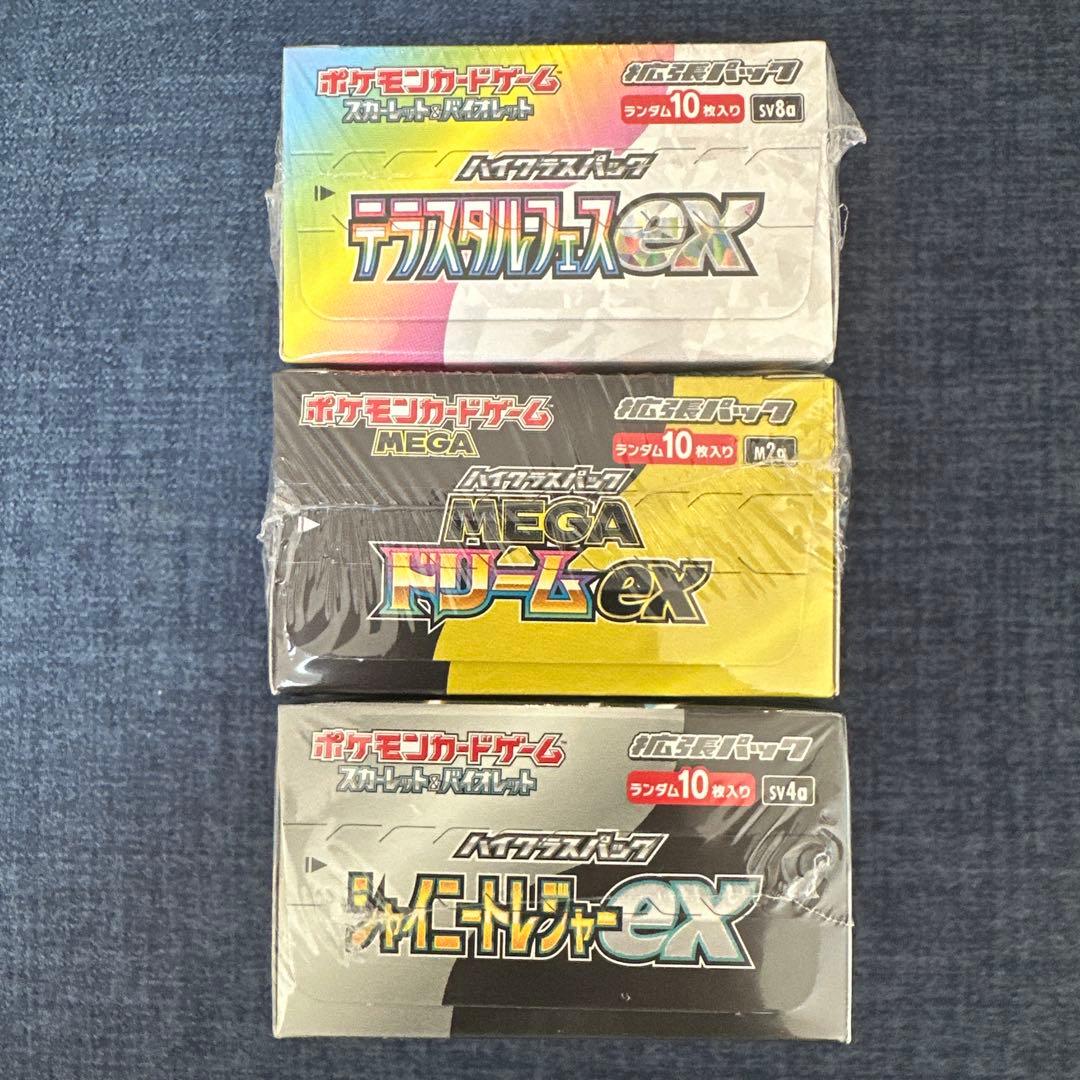 ポケモンカードゲーム™
スカーレット&バイオレット
拡張パック
ランダム10枚入り
SV8a
ハイクラスパック
テラスタルフェスex
ポケモンカードゲーム™
MEGA
拡張パック
ランダム10枚入り
M2a
ハイクラスパック
MEGA
ドリームex
ポケモンカードゲーム™
スカーレット&バイオレット
拡張パック
ランダム10枚入り
SV4a
ハイクラスパック
シャイニートレジャーex